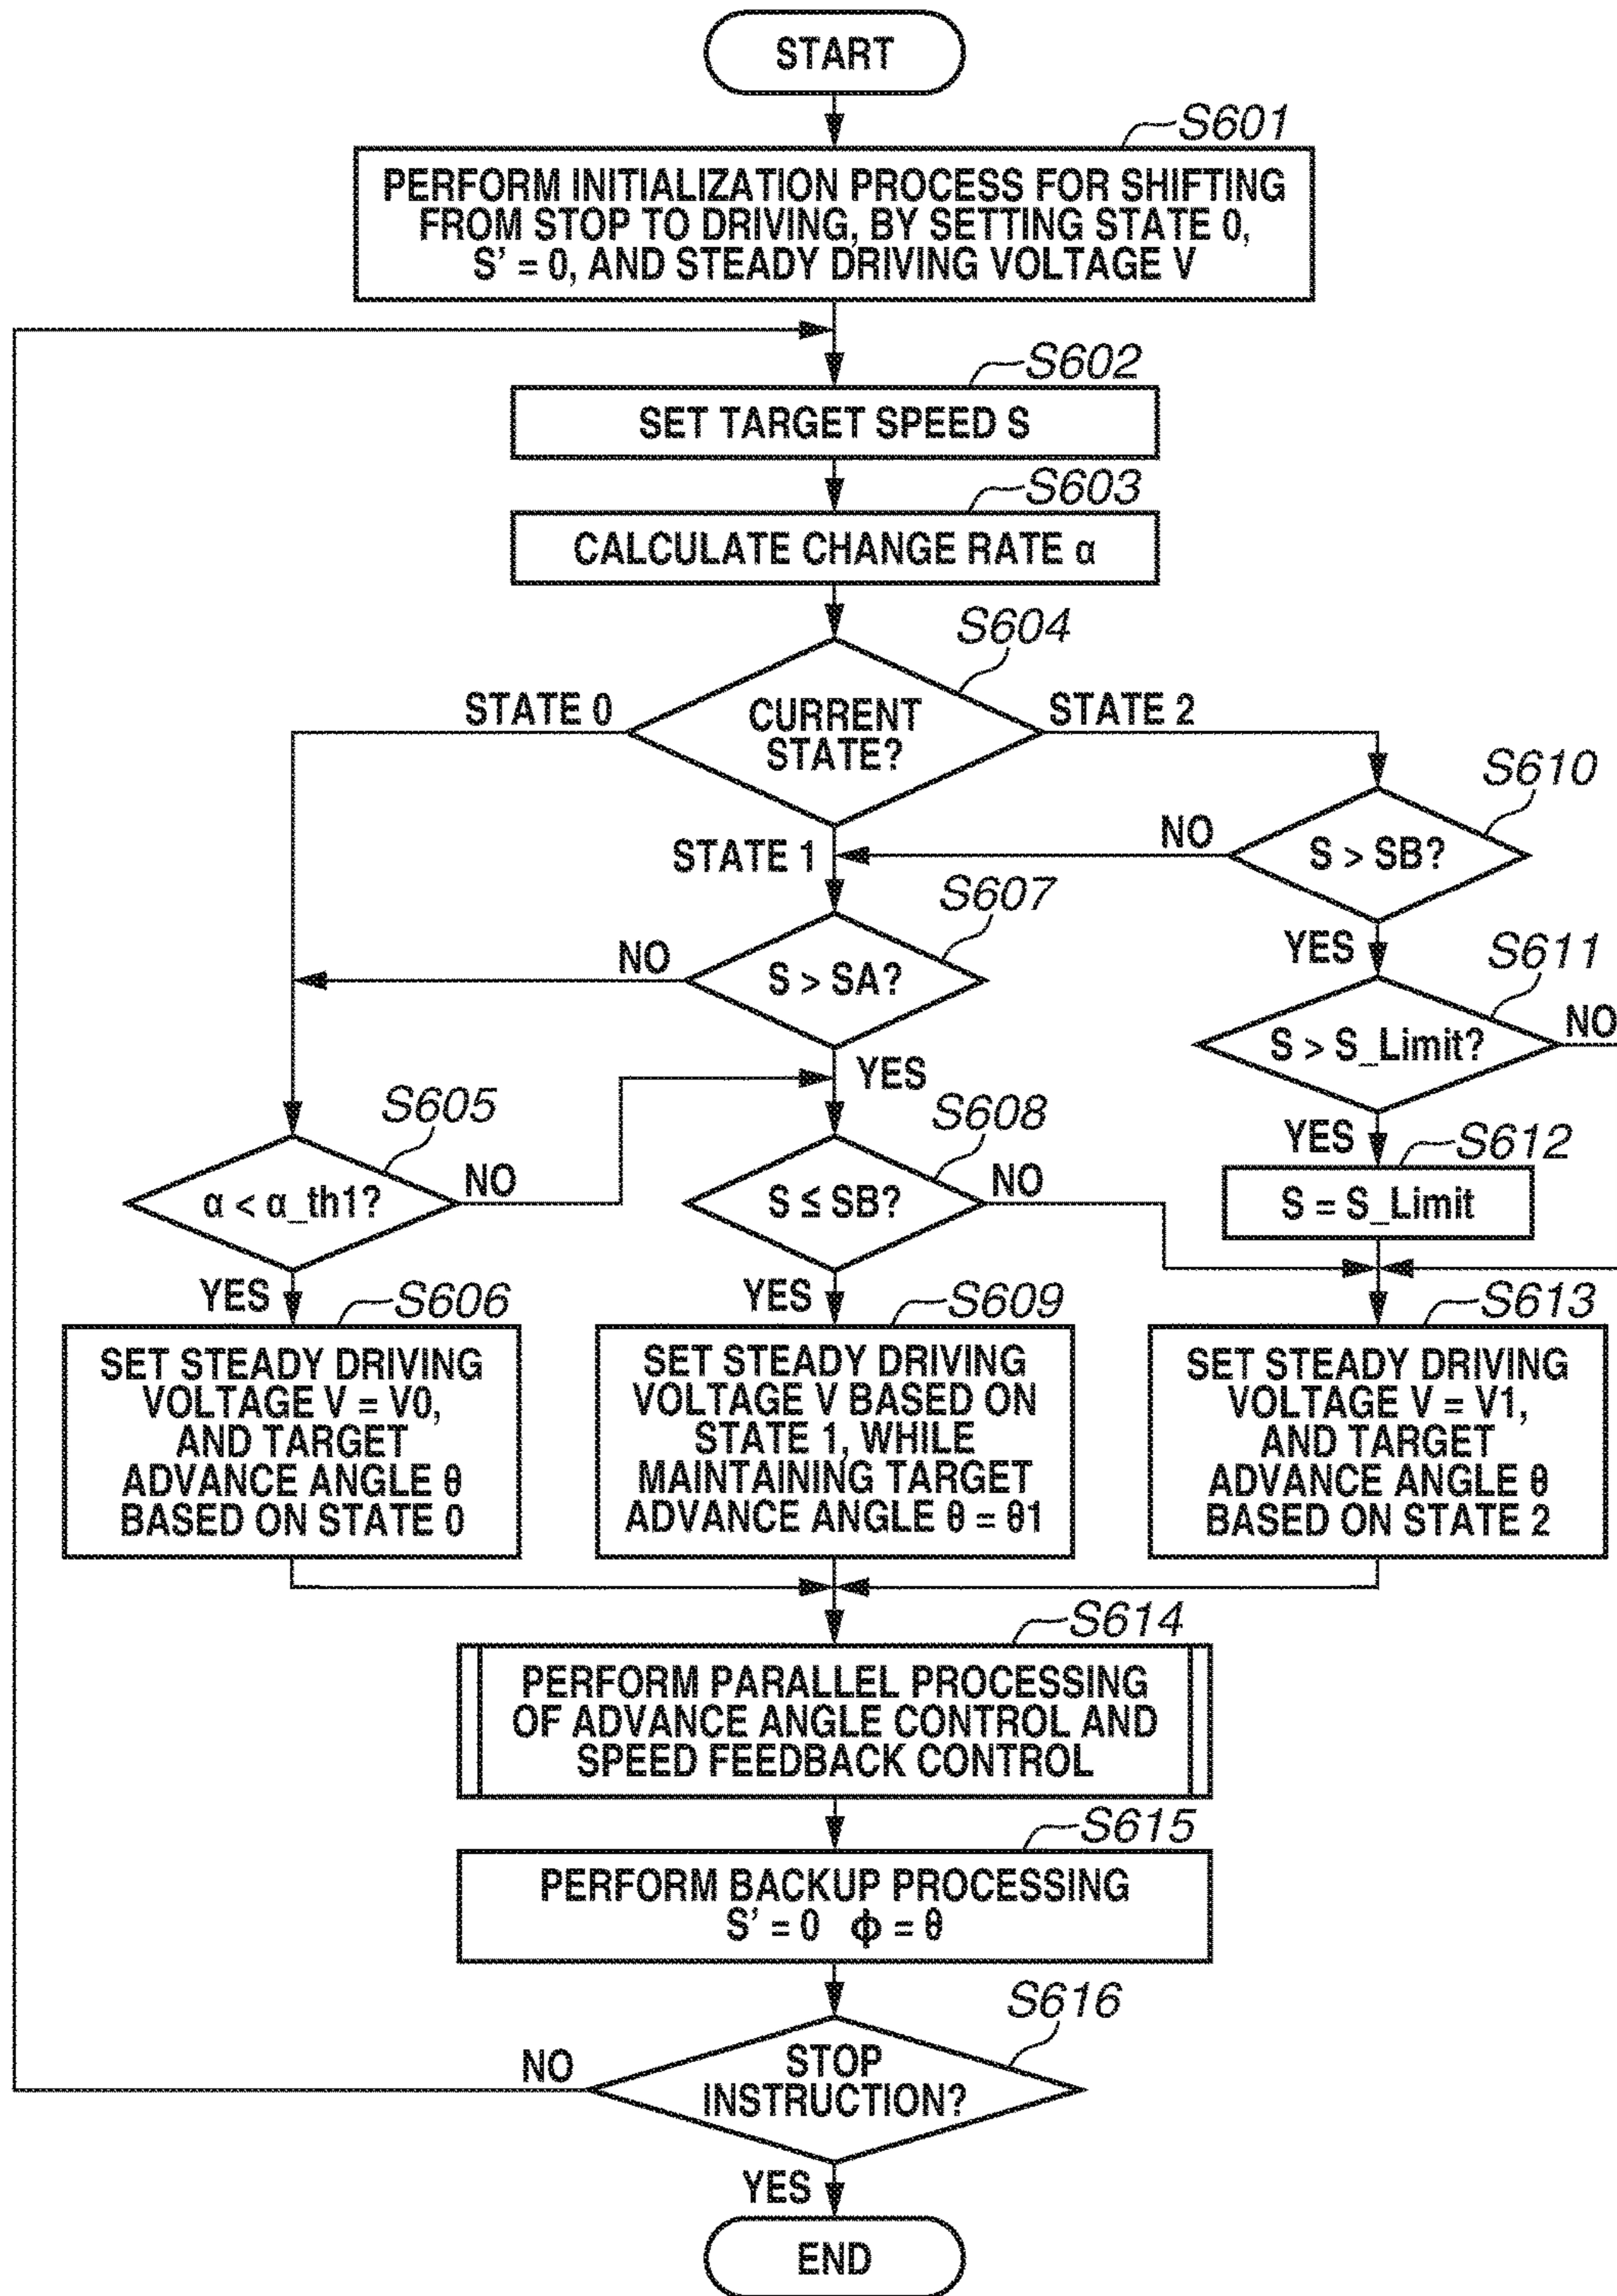 START
S601
PERFORM INITIALIZATION PROCESS FOR SHIFTING
FROM STOP TO DRIVING, BY SETTING STATE 0,
S' = 0, AND STEADY DRIVING VOLTAGE V
S602
SET TARGET SPEED S
S603
CALCULATE CHANGE RATE α
S604
CURRENT
STATE?
STATE 0
STATE 2
STATE 1
S610
S > SB?
NO
YES
S607
S > SA?
NO
YES
S611
S > S_Limit?
NO
YES
S605
α < α_th1?
NO
YES
S608
S ≤ SB?
NO
YES
S612
S = S_Limit
S606
SET STEADY DRIVING
VOLTAGE V = V0,
AND TARGET
ADVANCE ANGLE θ
BASED ON STATE 0
S609
SET STEADY DRIVING
VOLTAGE V BASED ON
STATE 1, WHILE
MAINTAINING TARGET
ADVANCE ANGLE θ = θ1
S613
SET STEADY DRIVING
VOLTAGE V = V1,
AND TARGET
ADVANCE ANGLE θ
BASED ON STATE 2
S614
PERFORM PARALLEL PROCESSING
OF ADVANCE ANGLE CONTROL AND
SPEED FEEDBACK CONTROL
S615
PERFORM BACKUP PROCESSING
S' = 0 ϕ = θ
S616
STOP
INSTRUCTION?
NO
YES
END